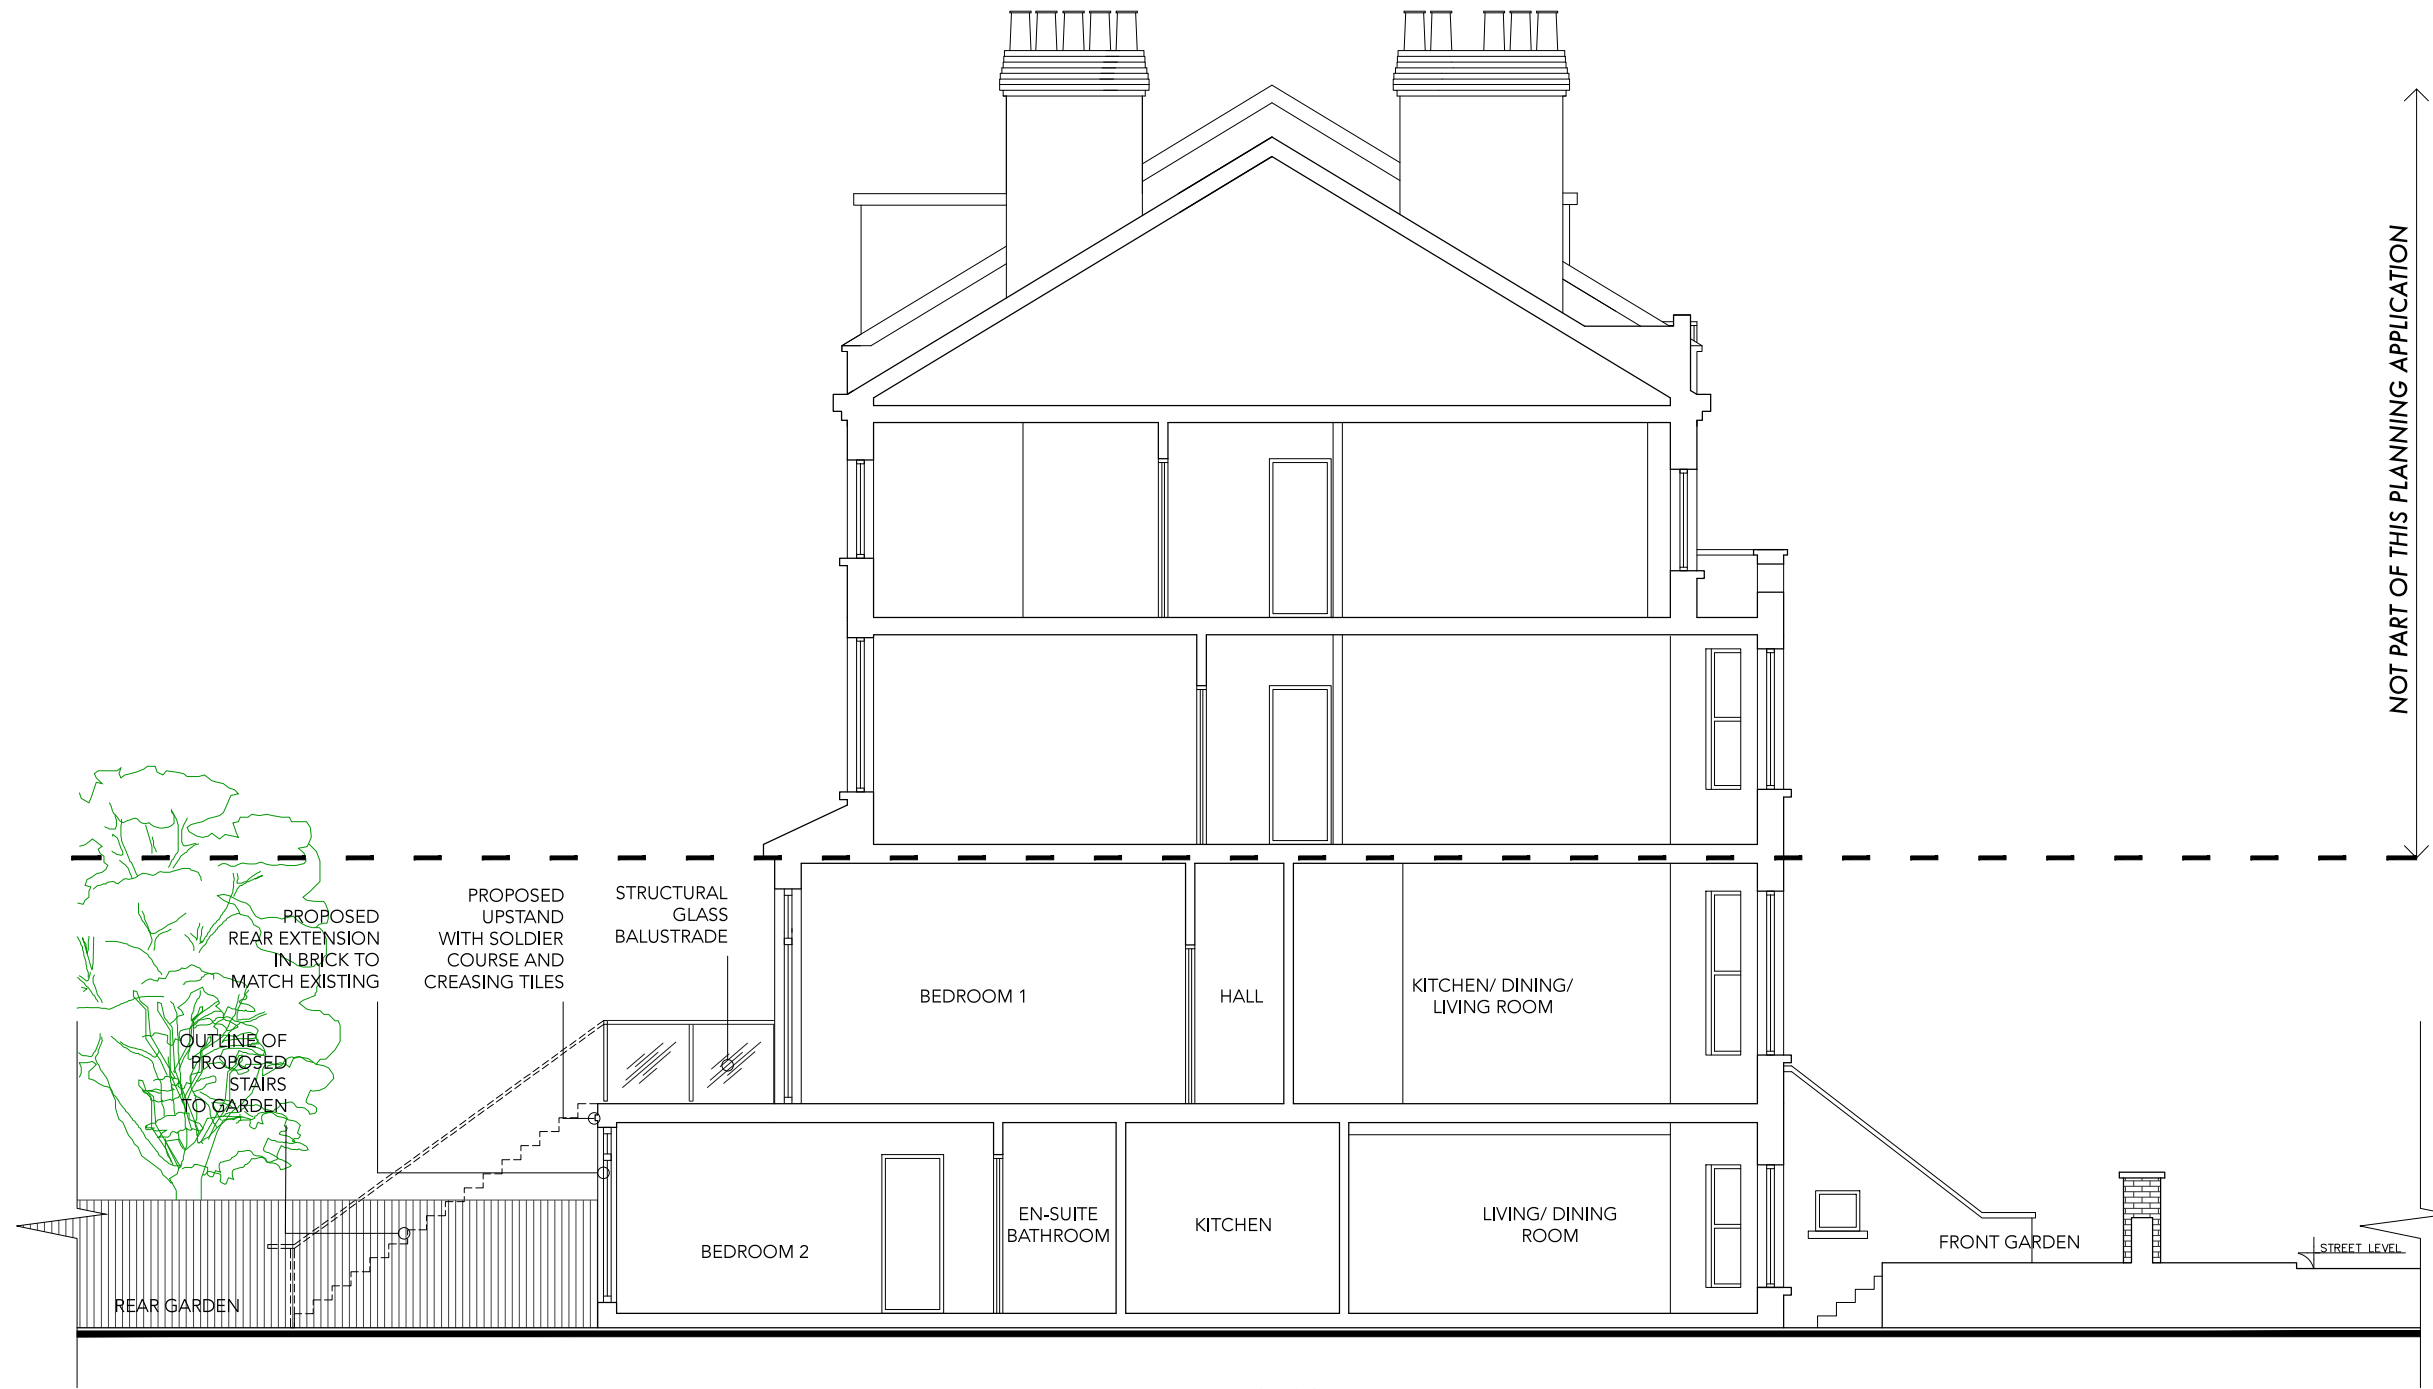 NOT PART OF THIS PLANNING APPLICATION
PROPOSED
REAR EXTENSION
IN BRICK TO
MATCH EXISTING
PROPOSED
UPSTAND
WITH SOLDIER
COURSE AND
CREASING TILES
STRUCTURAL
GLASS
BALUSTRADE
OUTLINE OF
PROPOSED
STAIRS
TO GARDEN
BEDROOM 1
HALL
KITCHEN/ DINING/
LIVING ROOM
BEDROOM 2
EN-SUITE
BATHROOM
KITCHEN
LIVING/ DINING
ROOM
FRONT GARDEN
STREET LEVEL
REAR GARDEN